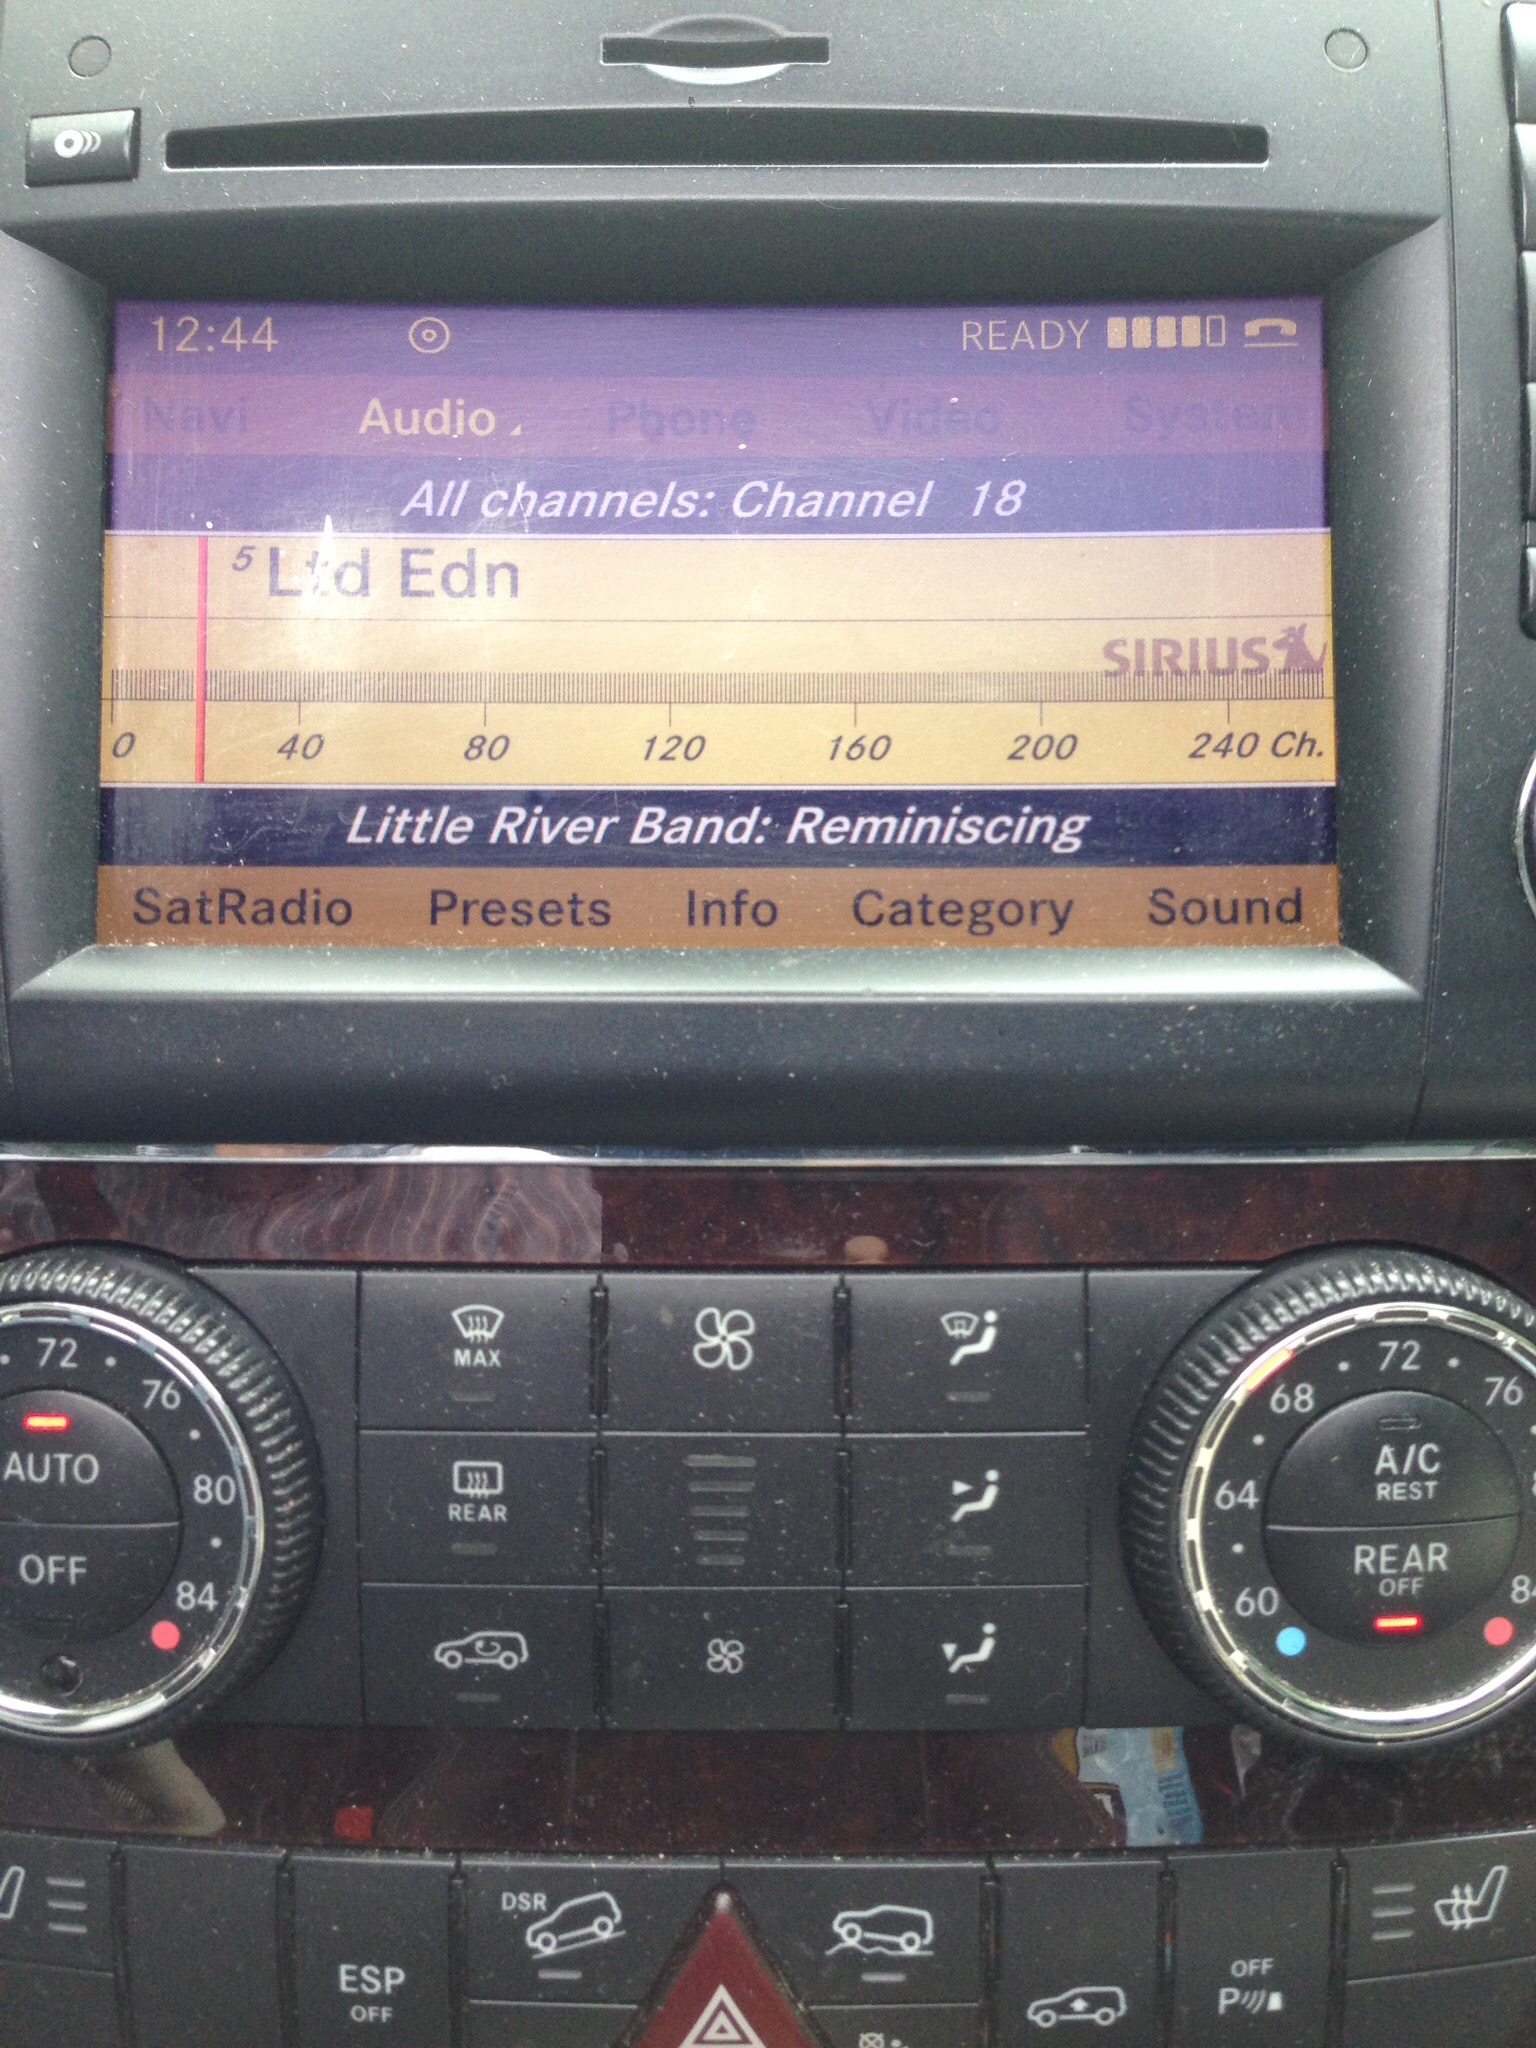 12:44 READY
Navi Audio Phone Video System
All channels: Channel 18
5 Ltd Edn
SIRIUS
0 40 80 120 160 200 240 Ch.
Little River Band: Reminiscing
SatRadio Presets Info Category Sound
72
76
80
84
AUTO
OFF
MAX
REAR
60
64
68
72
76
84
A/C
REST
REAR
OFF
DSR
ESP
OFF
OFF
P